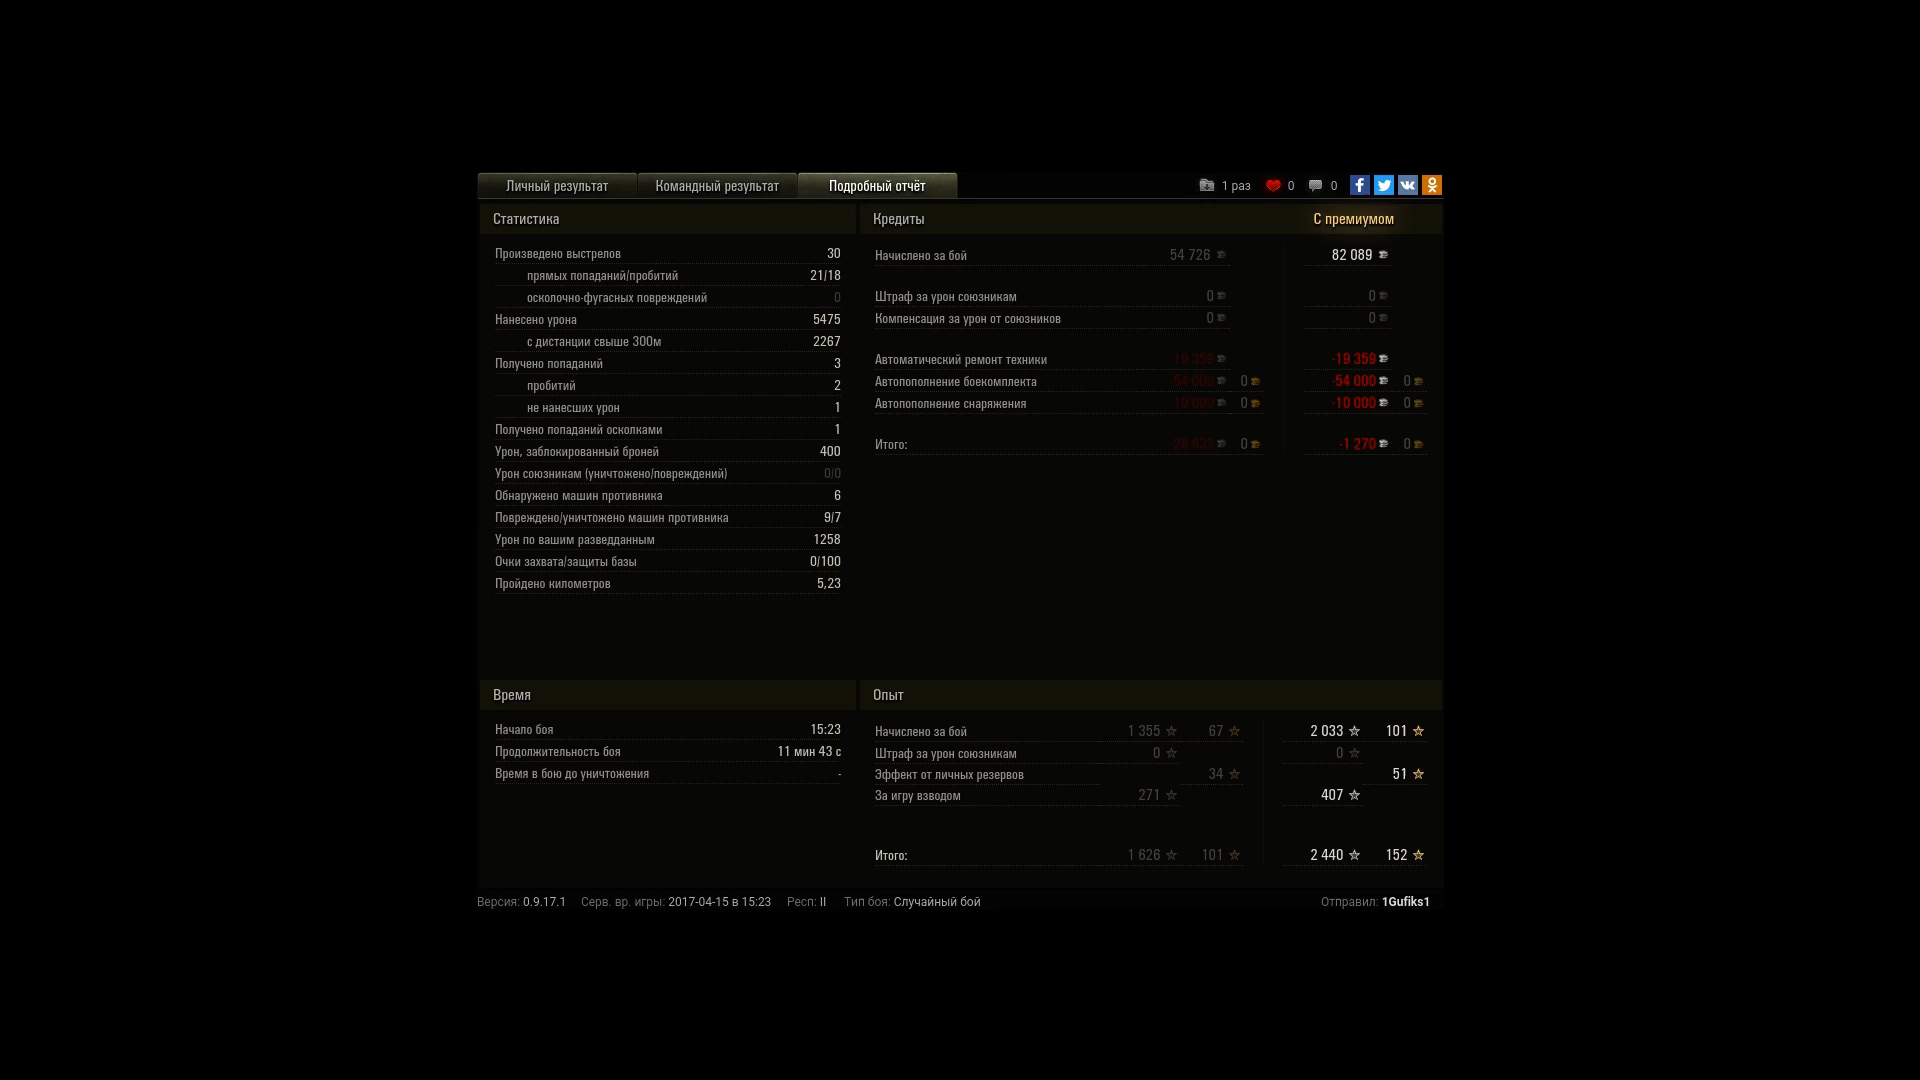 Личный результат Командный результат Подробный отчёт 1 раз 0 0
Статистика
Произведено выстрелов 30
прямых попаданий/пробитий 21/18
осколочно-фугасных повреждений 0
Нанесено урона 5475
с дистанции свыше 300м 2267
Получено попаданий 3
пробитий 2
не нанесших урон 1
Получено попаданий осколками 1
Урон, заблокированный броней 400
Урон союзникам (уничтожено/повреждений) 0/0
Обнаружено машин противника 6
Повреждено/уничтожено машин противника 9/7
Урон по вашим разведданным 1258
Очки захвата/защиты базы 0/100
Пройдено километров 5,23
Кредиты С премиумом
Начислено за бой 54 726 82 089
Штраф за урон союзникам 0 0
Компенсация за урон от союзников 0 0
Автоматический ремонт техники -19 359 -19 359
Автопополнение боекомплекта -54 000 0 -54 000 0
Автопополнение снаряжения -10 000 0 -10 000 0
Итого: -28 633 0 -1 270 0
Время
Начало боя 15:23
Продолжительность боя 11 мин 43 с
Время в бою до уничтожения -
Опыт
Начислено за бой 1 355 67 2 033 101
Штраф за урон союзникам 0 0
Эффект от личных резервов 34 51
За игру взводом 271 407
Итого: 1 626 101 2 440 152
Версия: 0.9.17.1 Серв. вр. игры: 2017-04-15 в 15:23 Респ: II Тип боя: Случайный бой Отправил: 1Gufiks1